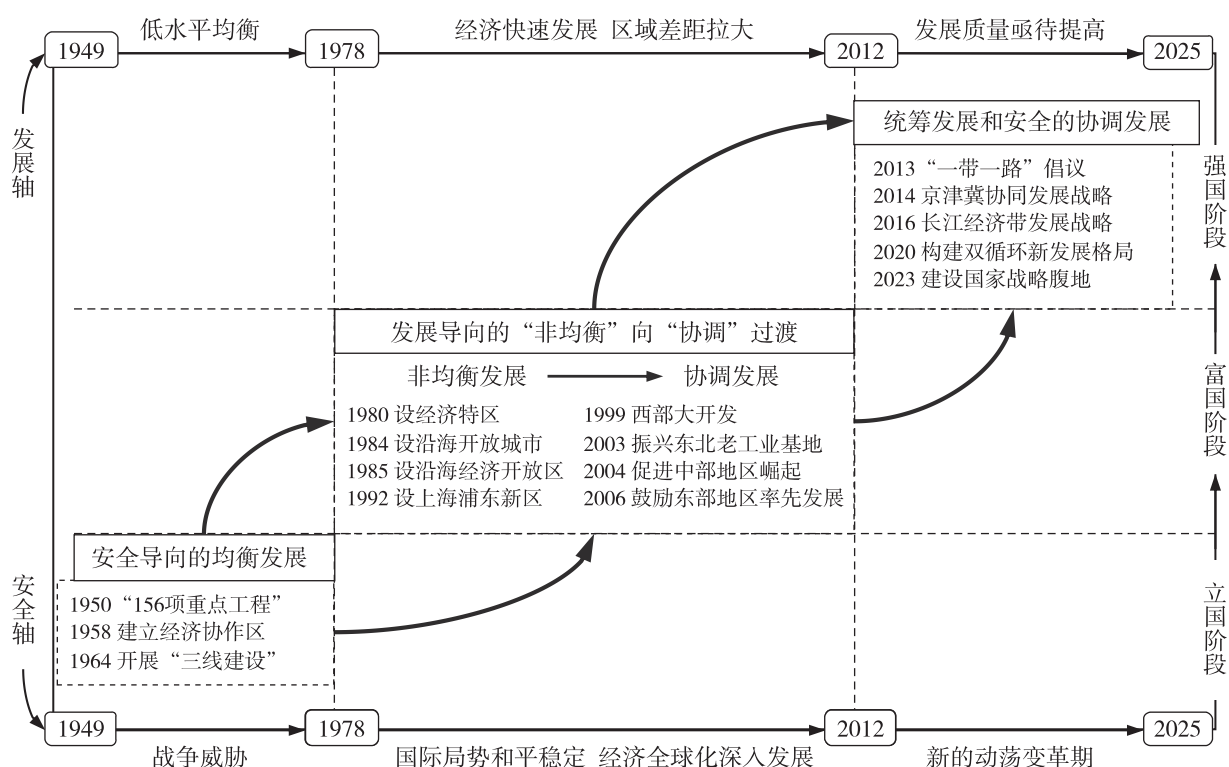 低水平均衡
经济快速发展 区域差距拉大
发展质量亟待提高
1949
1978
2012
2025
发展轴
统筹发展和安全的协调发展
2013 “一带一路” 倡议
2014 京津冀协同发展战略
2016 长江经济带发展战略
2020 构建双循环新发展格局
2023 建设国家战略腹地
强国阶段
发展导向的 “非均衡” 向 “协调” 过渡
非均衡发展
协调发展
1980 设经济特区
1984 设沿海开放城市
1985 设沿海经济开放区
1992 设上海浦东新区
1999 西部大开发
2003 振兴东北老工业基地
2004 促进中部地区崛起
2006 鼓励东部地区率先发展
富国阶段
安全导向的均衡发展
1950 “156项重点工程”
1958 建立经济协作区
1964 开展 “三线建设”
安全轴
立国阶段
1949
1978
2012
2025
战争威胁
国际局势和平稳定 经济全球化深入发展
新的动荡变革期